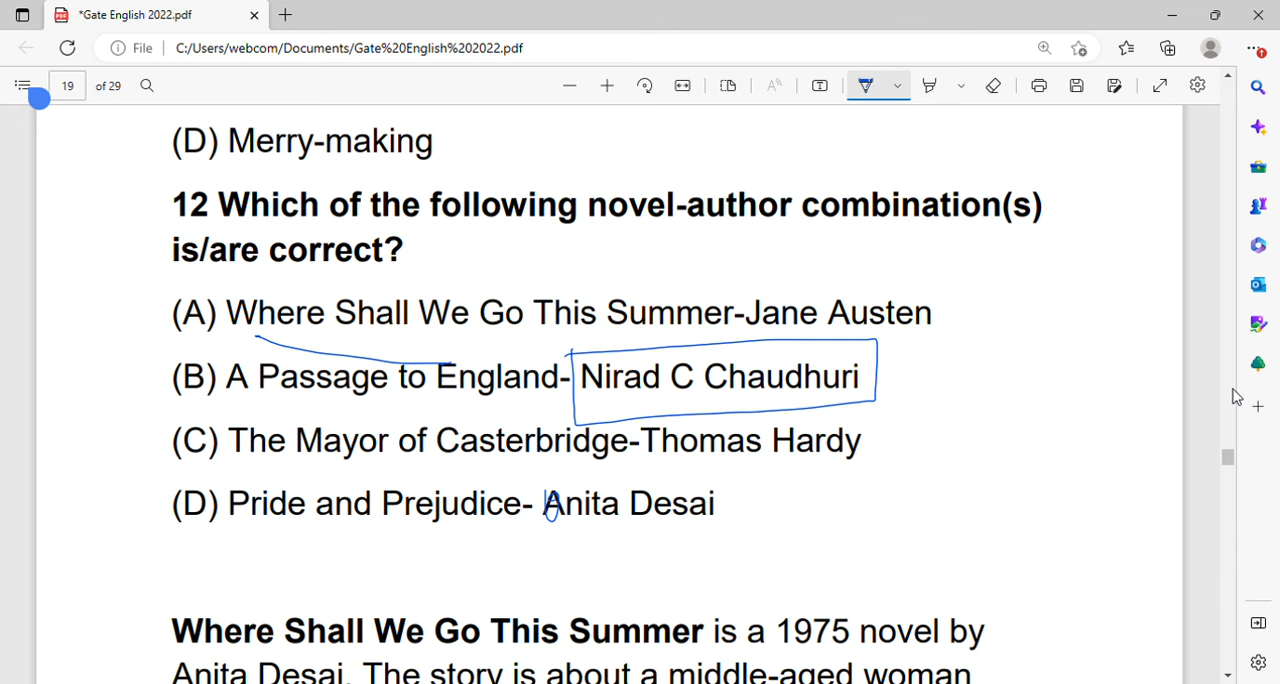 *Gate English 2022.pdf
File C:/Users/webcom/Documents/Gate%20English%202022.pdf
19 of 29
(D) Merry-making
12 Which of the following novel-author combination(s)
is/are correct?
(A) Where Shall We Go This Summer-Jane Austen
(B) A Passage to England- Nirad C Chaudhuri
(C) The Mayor of Casterbridge-Thomas Hardy
(D) Pride and Prejudice- Anita Desai
Where Shall We Go This Summer is a 1975 novel by
Anita Desai. The story is about a middle-aged woman